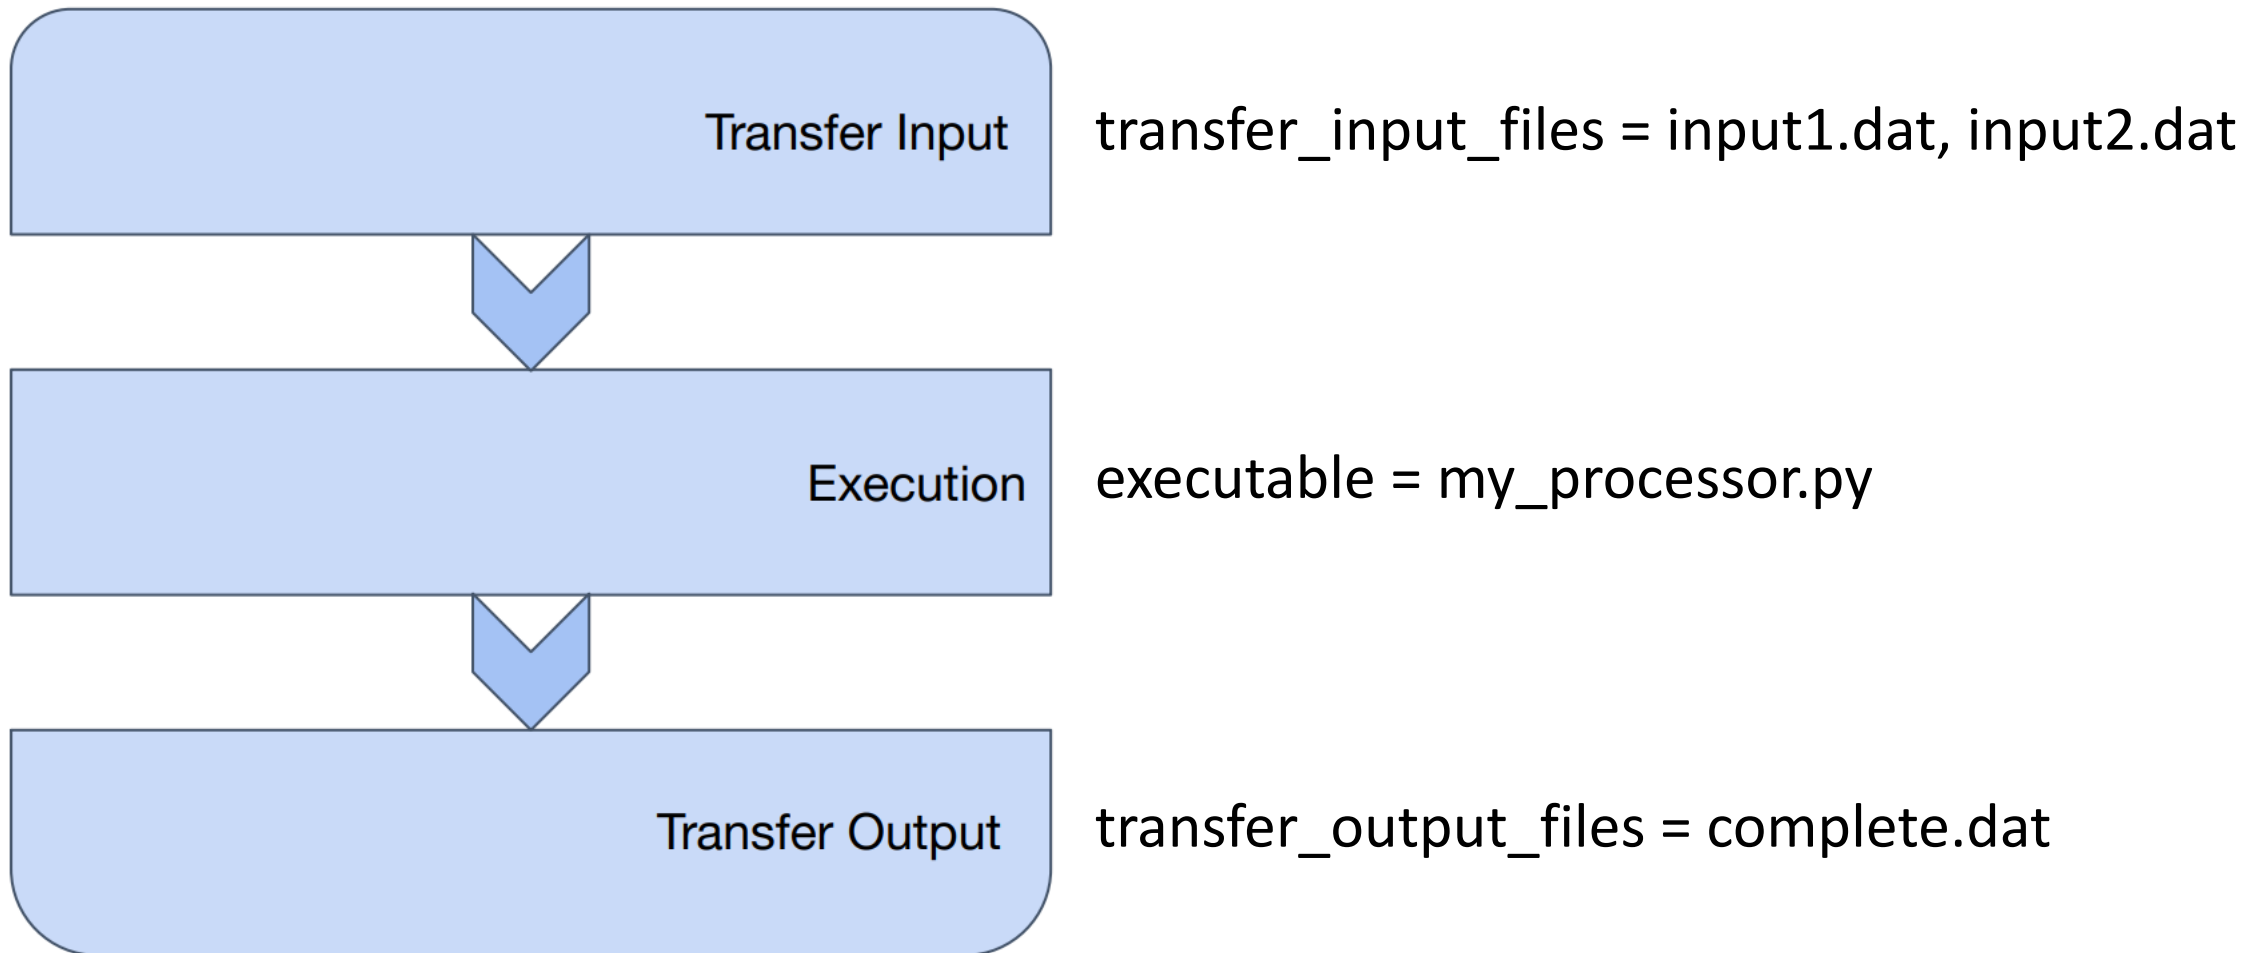 Transfer Input
transfer_input_files = input1.dat, input2.dat
Execution
executable = my_processor.py
Transfer Output
transfer_output_files = complete.dat